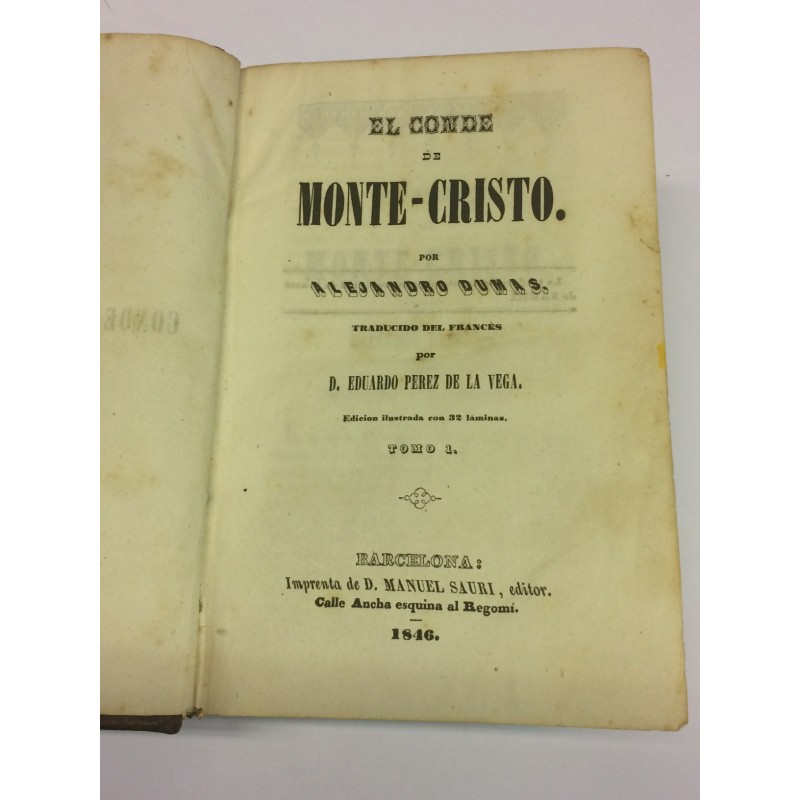 EL CONDE
DE
MONTE-CRISTO.
POR
ALEJANDRO DUMAS.
TRADUCIDO DEL FRANCÉS
por
D. EDUARDO PEREZ DE LA VEGA.
Edicion ilustrada con 32 láminas.
TOMO 1.
BARCELONA:
Imprenta de D. MANUEL SAURI, editor.
Calle Ancha esquina al Regomí.
1846.